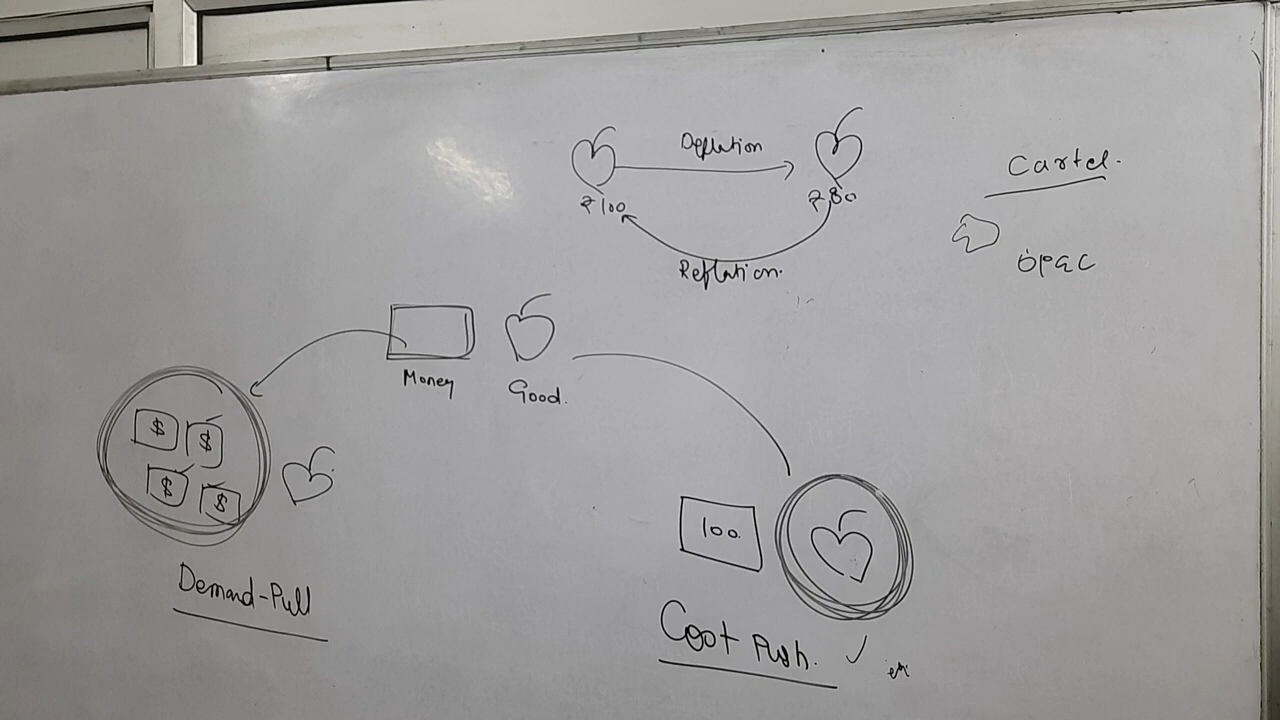 Deflation
₹100
₹80
Reflation.
Cartel.
OPEC
Money
Good.
$
$
$
$
100.
Demand-Pull
Cost Push.